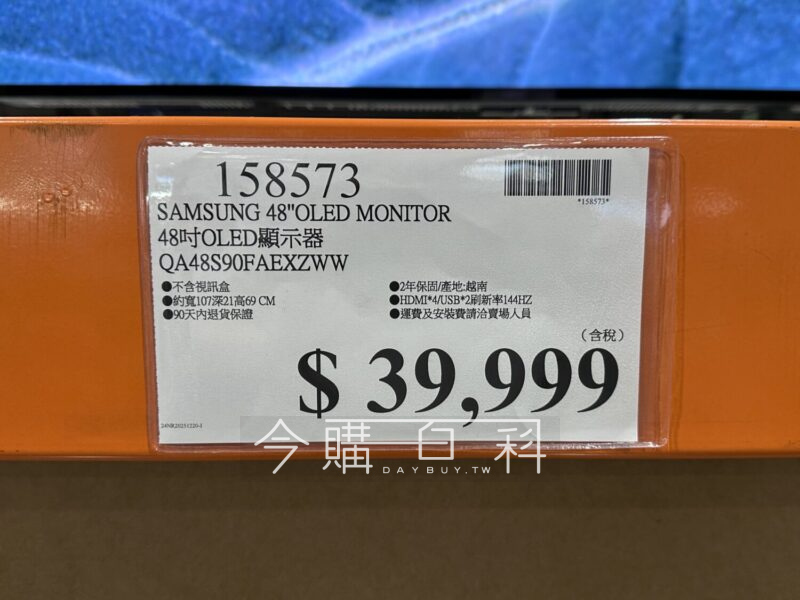 158573
*158573*
SAMSUNG 48"OLED MONITOR
48吋OLED顯示器
QA48S90FAEXZWW
●不含視訊盒
●約寬107深21高69 CM
●90天內退貨保證
●2年保固/產地:越南
●HDMI*4/USB*2刷新率144HZ
●運費及安裝費請洽賣場人員
(含稅)
$ 39,999
24NR20251220-J
今購百科
DAYBUY.TW